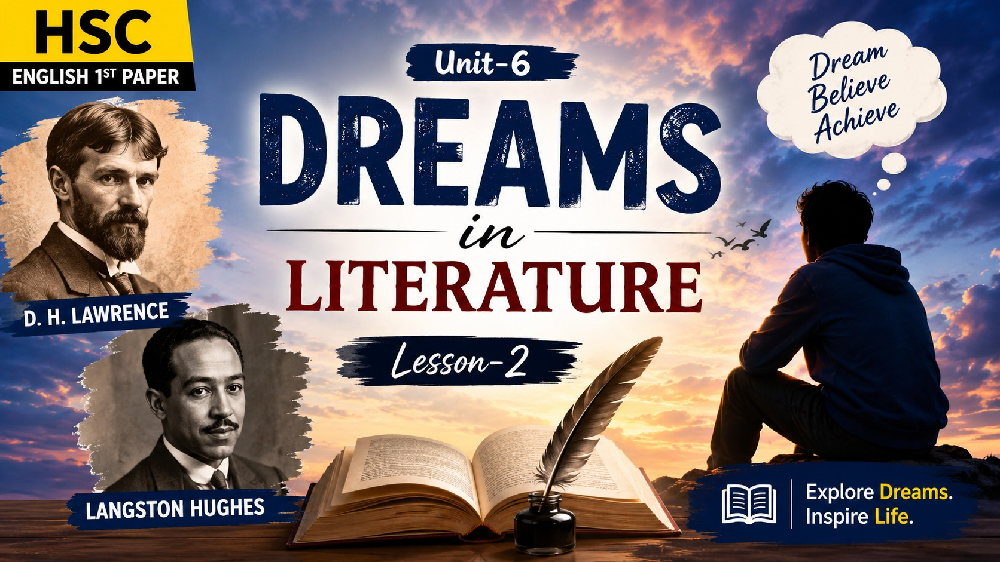 HSC
ENGLISH 1ST PAPER
Unit-6
DREAMS
in
LITERATURE
Lesson-2
Dream
Believe
Achieve
D. H. LAWRENCE
LANGSTON HUGHES
Explore Dreams.
Inspire Life.